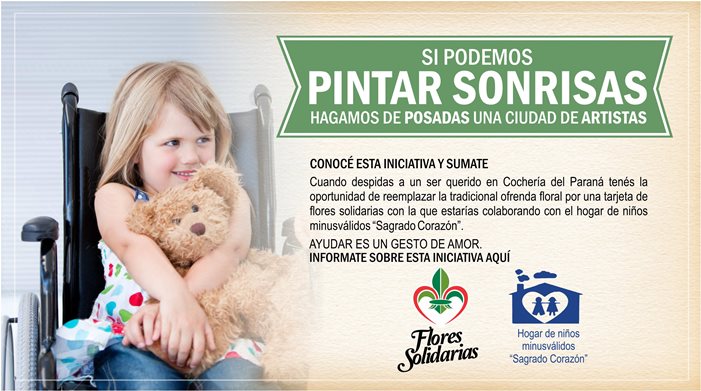 SI PODEMOS
PINTAR SONRISAS
HAGAMOS DE POSADAS UNA CIUDAD DE ARTISTAS
CONOCÉ ESTA INICIATIVA Y SUMATE
Cuando despidas a un ser querido en Cochería del Paraná tenés la
oportunidad de reemplazar la tradicional ofrenda floral por una tarjeta de
flores solidarias con la que estarías colaborando con el hogar de niños
minusválidos “Sagrado Corazón”.
AYUDAR ES UN GESTO DE AMOR.
INFORMATE SOBRE ESTA INICIATIVA AQUÍ
Flores
Solidarias
Hogar de niños
minusválidos
“Sagrado Corazón”